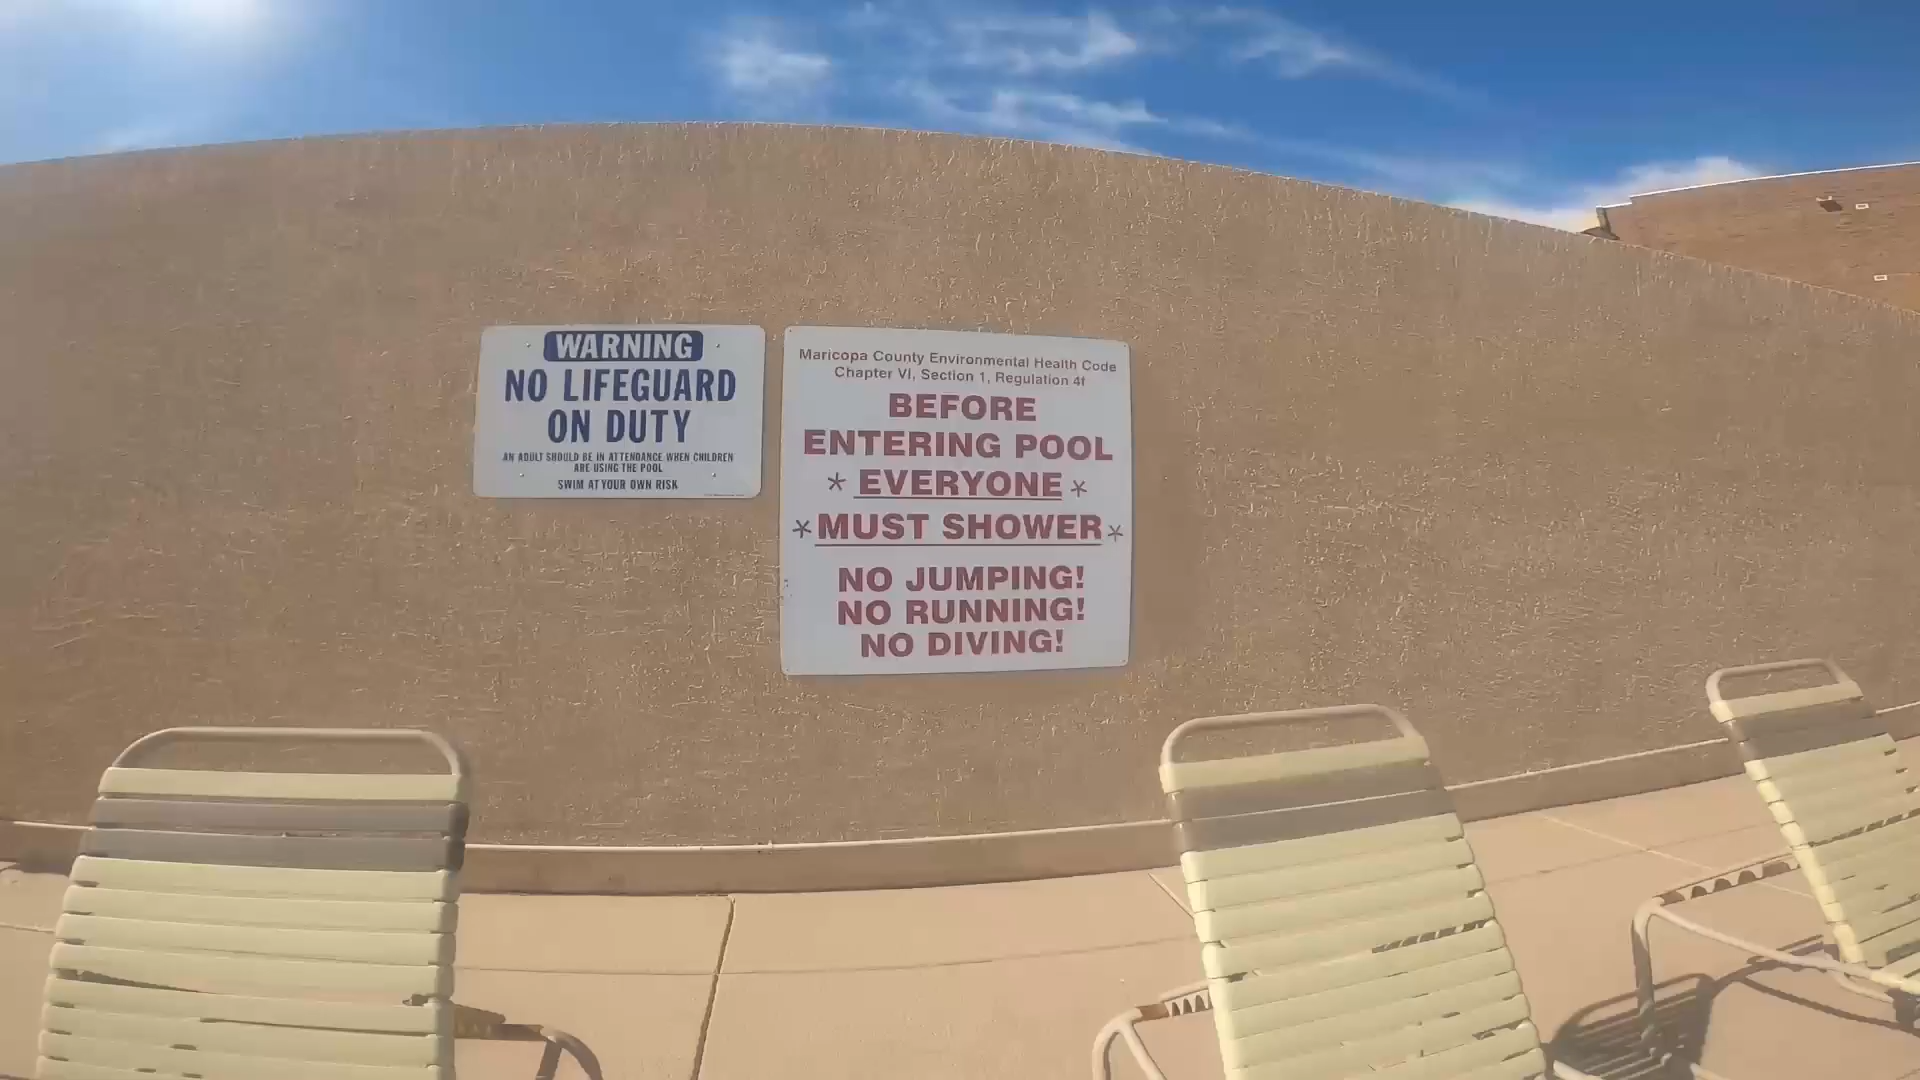 WARNING
NO LIFEGUARD
ON DUTY
AN ADULT SHOULD BE IN ATTENDANCE WHEN CHILDREN
ARE USING THE POOL
SWIM AT YOUR OWN RISK
Maricopa County Environmental Health Code
Chapter VI, Section 1, Regulation 4f
BEFORE
ENTERING POOL
* EVERYONE *
* MUST SHOWER *
NO JUMPING!
NO RUNNING!
NO DIVING!